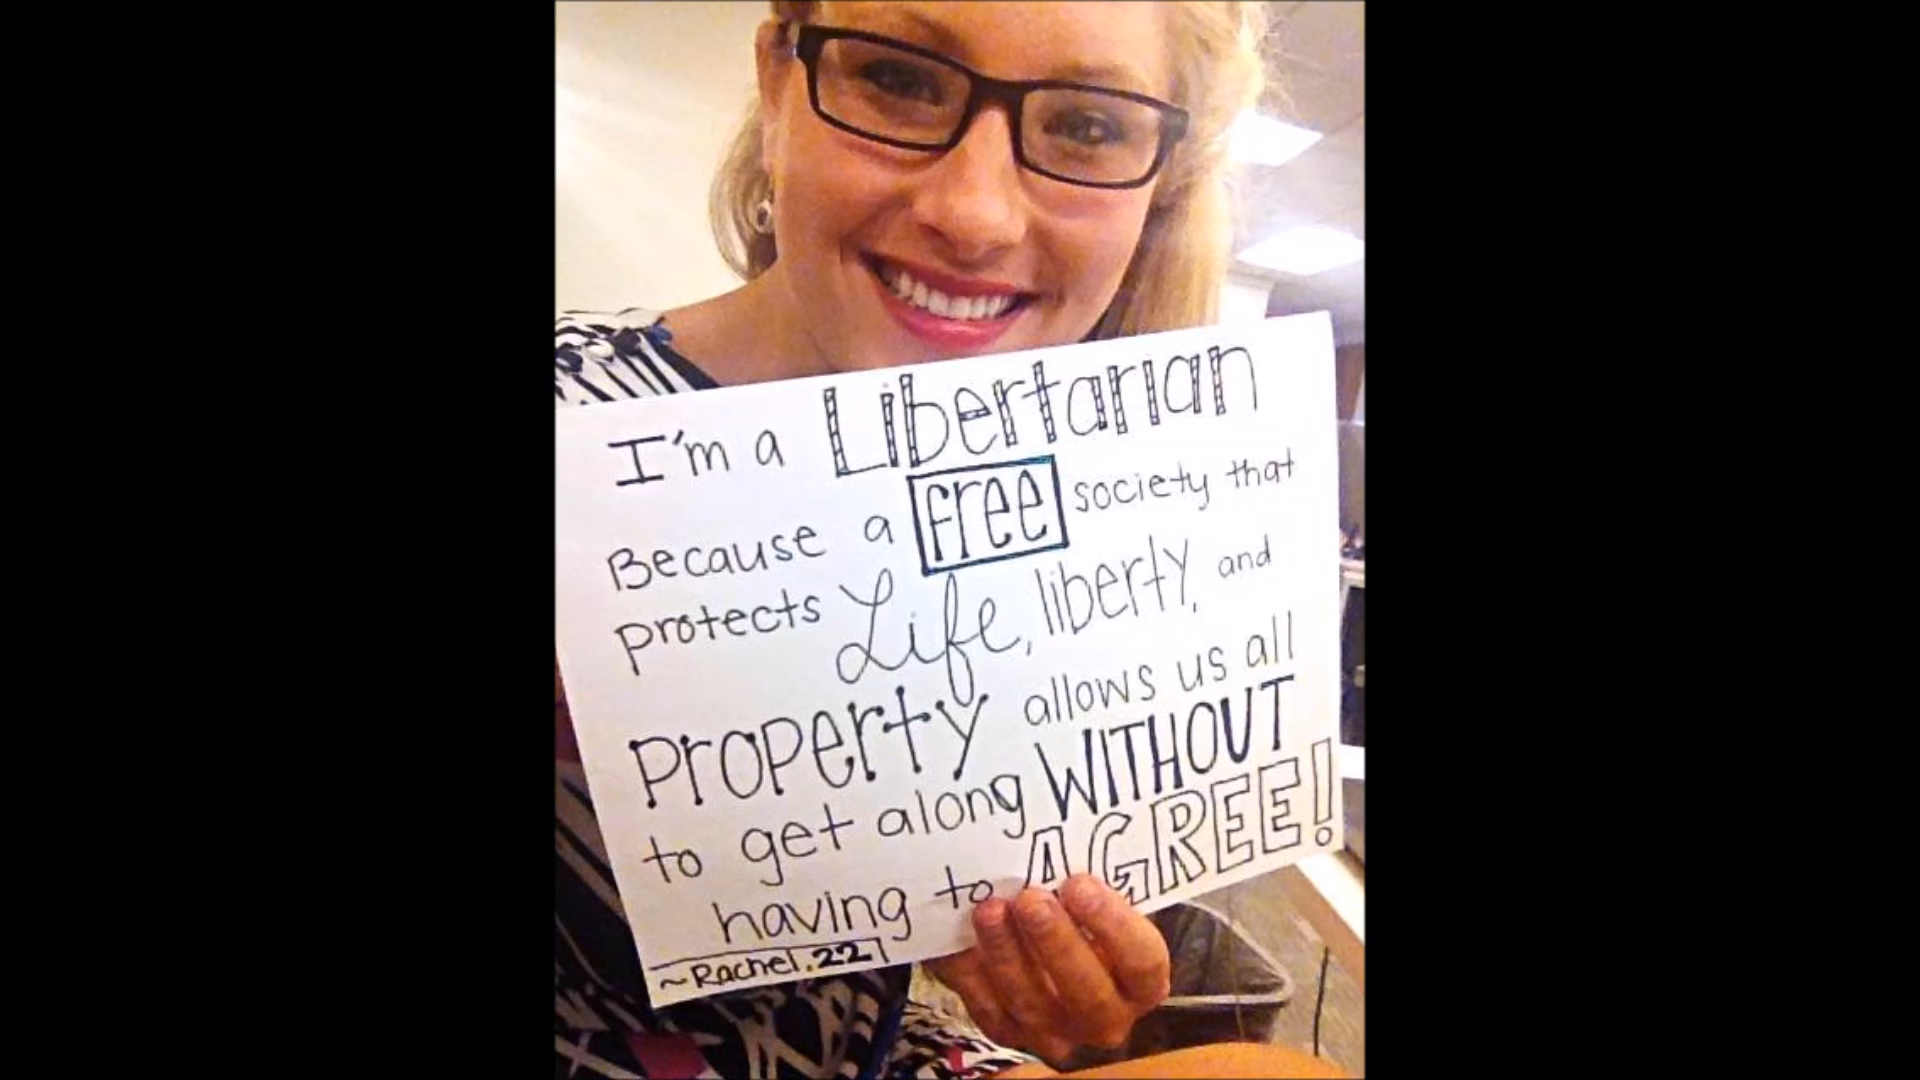 I'm a Libertarian
Because a free society that
protects Life, liberty, and
Property allows us all
to get along WITHOUT
having to AGREE!
~Rachel, 22